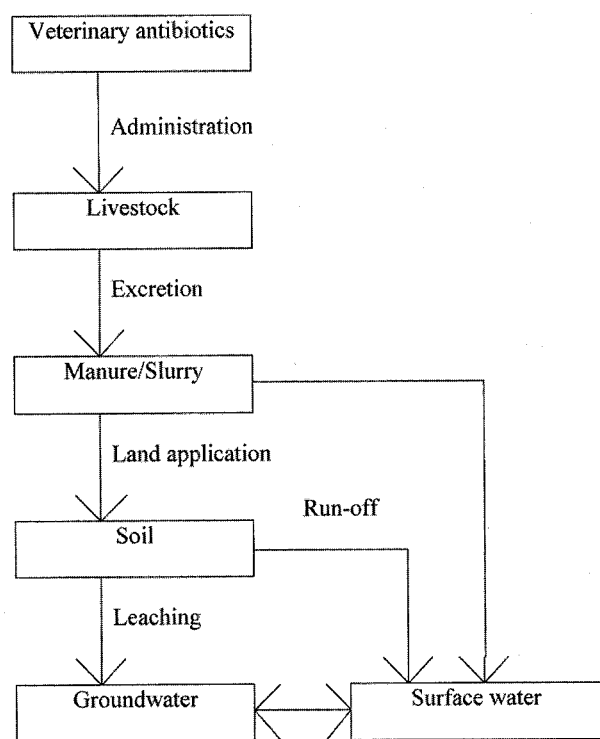 Veterinary antibiotics
Administration
Livestock
Excretion
Manure/Slurry
Land application
Run-off
Soil
Leaching
Groundwater
Surface water